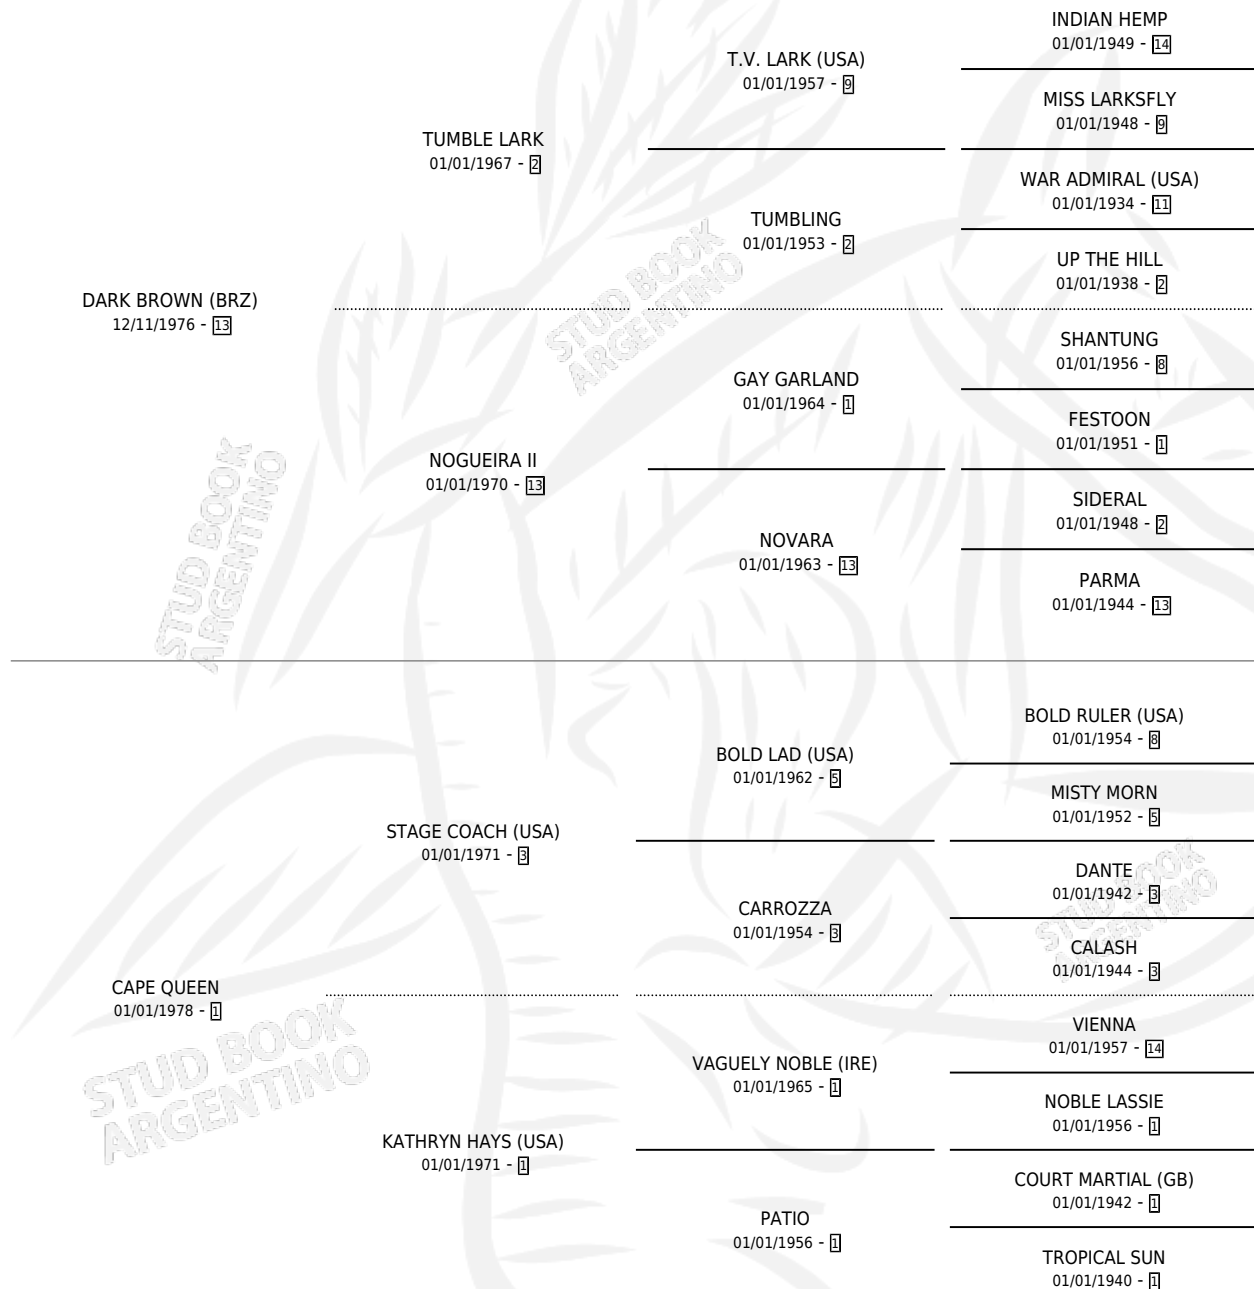 INDIAN HEMP
01/01/1949 - 14
T.V. LARK (USA)
01/01/1957 - 9
MISS LARKSFLY
01/01/1948 - 9
TUMBLE LARK
01/01/1967 - 2
WAR ADMIRAL (USA)
01/01/1934 - 11
TUMBLING
01/01/1953 - 2
UP THE HILL
01/01/1938 - 2
DARK BROWN (BRZ)
12/11/1976 - 13
SHANTUNG
01/01/1956 - 8
GAY GARLAND
01/01/1964 - 1
FESTOON
01/01/1951 - 1
NOGUEIRA II
01/01/1970 - 13
SIDERAL
01/01/1948 - 2
NOVARA
01/01/1963 - 13
PARMA
01/01/1944 - 13
BOLD RULER (USA)
01/01/1954 - 8
BOLD LAD (USA)
01/01/1962 - 5
MISTY MORN
01/01/1952 - 5
STAGE COACH (USA)
01/01/1971 - 3
DANTE
01/01/1942 - 3
CARROZZA
01/01/1954 - 3
CALASH
01/01/1944 - 3
CAPE QUEEN
01/01/1978 - 1
VIENNA
01/01/1957 - 14
VAGUELY NOBLE (IRE)
01/01/1965 - 1
NOBLE LASSIE
01/01/1956 - 1
KATHRYN HAYS (USA)
01/01/1971 - 1
COURT MARTIAL (GB)
01/01/1942 - 1
PATIO
01/01/1956 - 1
TROPICAL SUN
01/01/1940 - 1
STUD BOOK
ARGENTINO
STUD BOOK
ARGENTINO
STUD BOOK
ARGENTINO
STUD BOOK
ARGENTINO